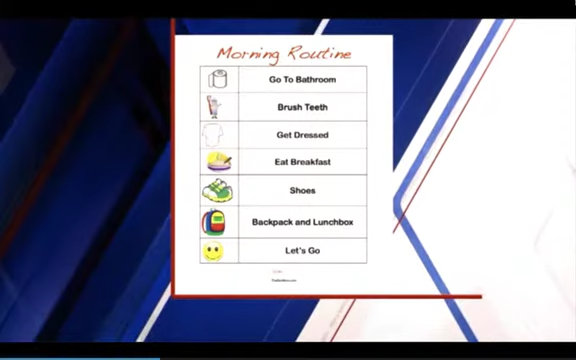 Morning Routine
Go To Bathroom
Brush Teeth
Get Dressed
Eat Breakfast
Shoes
Backpack and Lunchbox
Let's Go